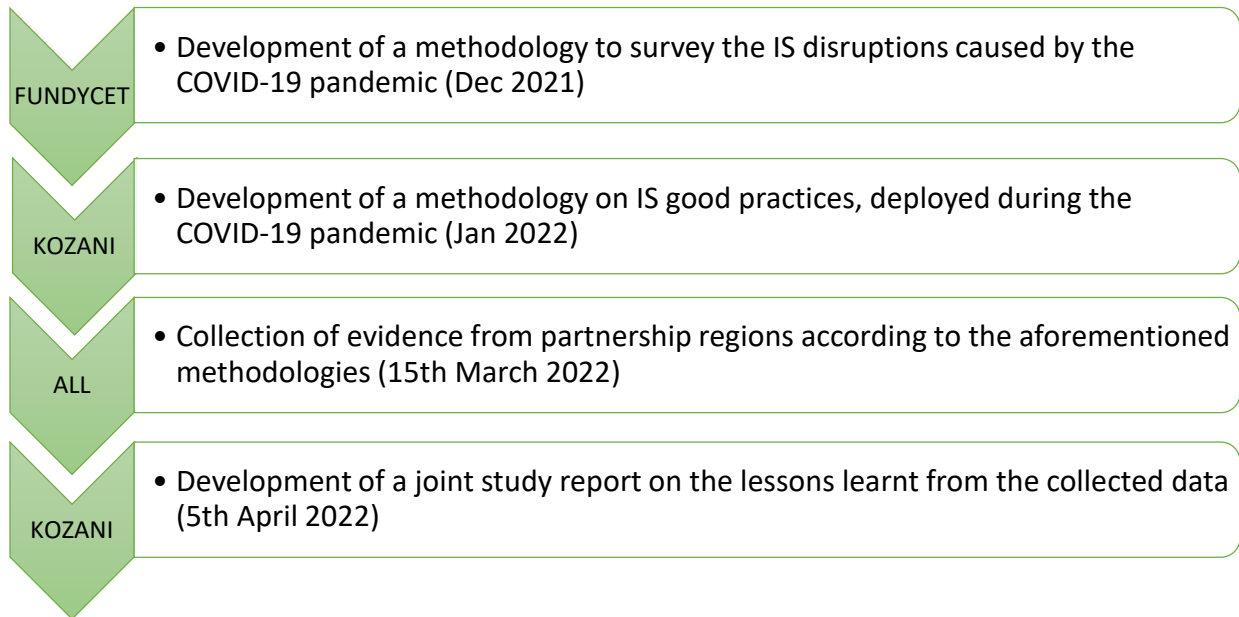 FUNDYCET
• Development of a methodology to survey the IS disruptions caused by the
COVID-19 pandemic (Dec 2021)
KOZANI
• Development of a methodology on IS good practices, deployed during the
COVID-19 pandemic (Jan 2022)
ALL
• Collection of evidence from partnership regions according to the aforementioned
methodologies (15th March 2022)
KOZANI
• Development of a joint study report on the lessons learnt from the collected data
(5th April 2022)